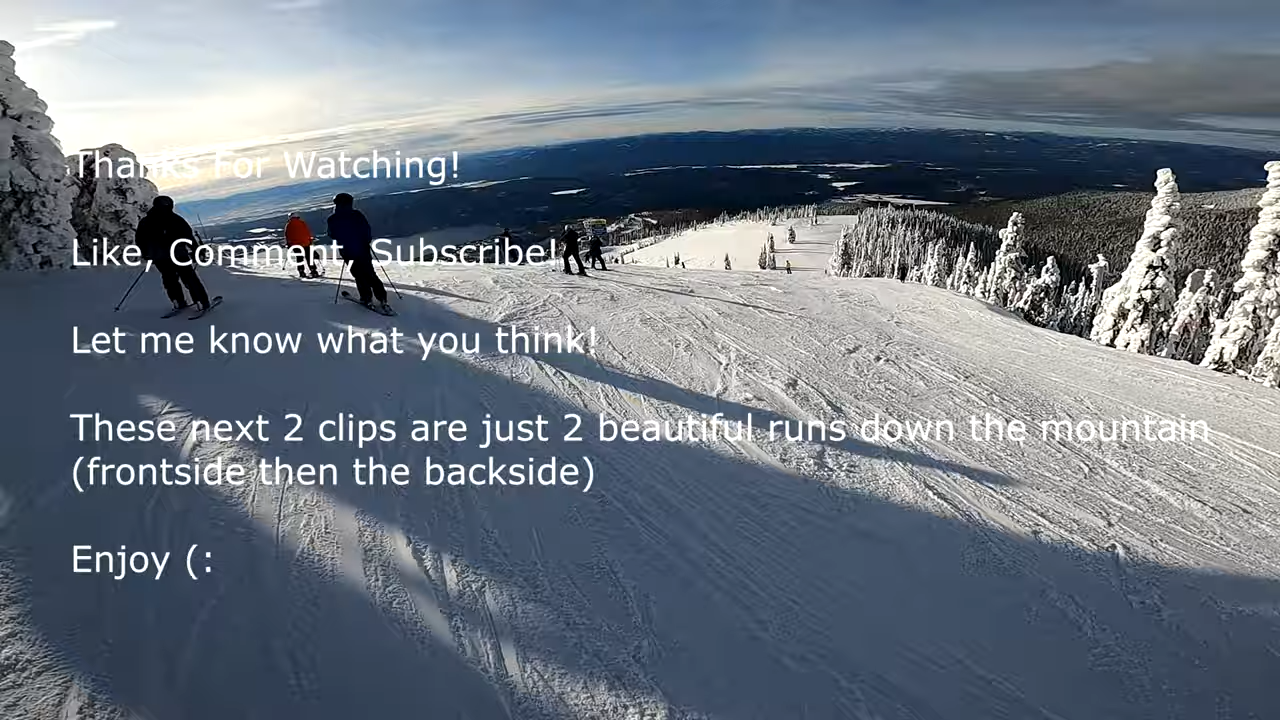 Thanks For Watching!
Like, Comment, Subscribe!
Let me know what you think!
These next 2 clips are just 2 beautiful runs down the mountain
(frontside then the backside)
Enjoy (: